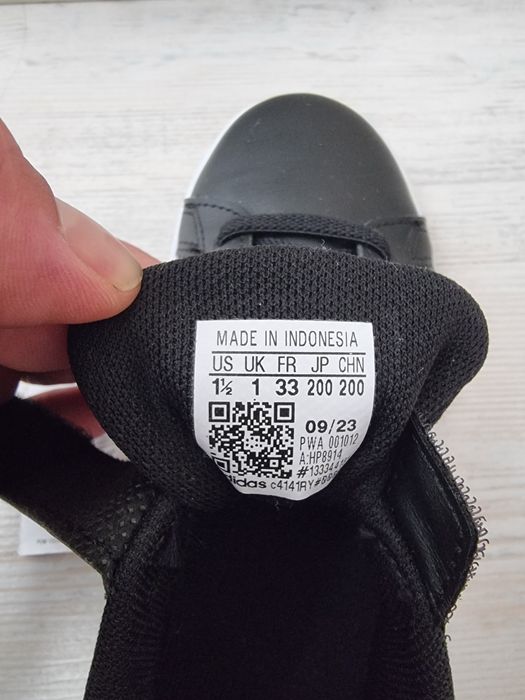 MADE IN INDONESIA
US UK FR JP CHN
1½ 1 33 200 200
09/23
PWA 001012
A:HP8914
adidas